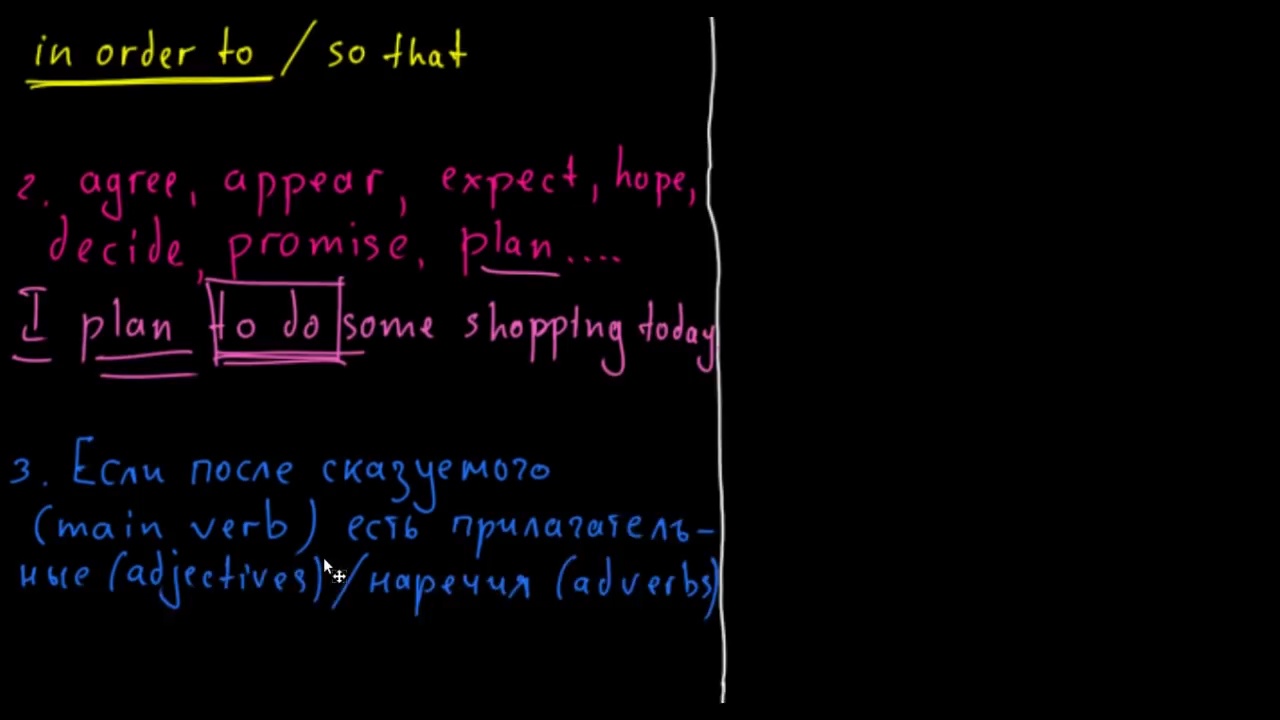 in order to / so that
2. agree, appear, expect, hope,
decide, promise, plan....
I plan to do some shopping today
3. Если после сказуемого
(main verb) есть прилагатель-
ные (adjectives)/наречия (adverbs)